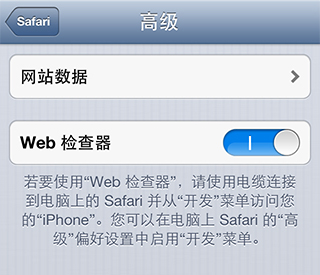 Safari
高级
网站数据
Web 检查器
若要使用“Web 检查器”，请使用电缆连接
到电脑上的 Safari 并从“开发”菜单访问您
的“iPhone”。您可以在电脑上 Safari 的“高
级”偏好设置中启用“开发”菜单。